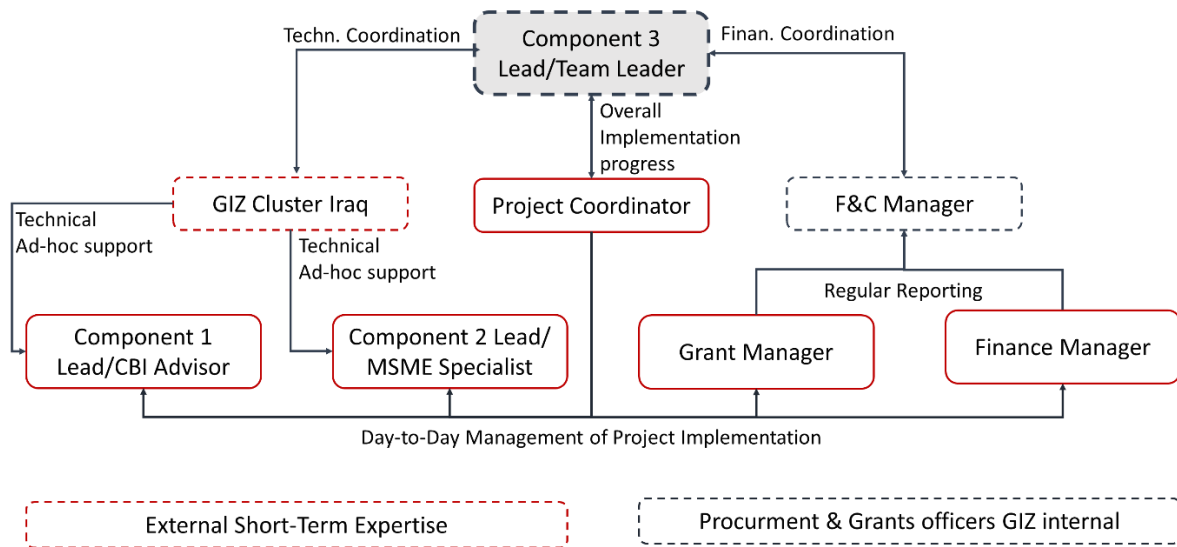 Techn. Coordination
Component 3
Lead/Team Leader
Finan. Coordination
Overall
Implementation
progress
GIZ Cluster Iraq
Project Coordinator
F&C Manager
Technical
Ad-hoc support
Technical
Ad-hoc support
Regular Reporting
Component 1
Lead/CBI Advisor
Component 2 Lead/
MSME Specialist
Grant Manager
Finance Manager
Day-to-Day Management of Project Implementation
External Short-Term Expertise
Procurment & Grants officers GIZ internal